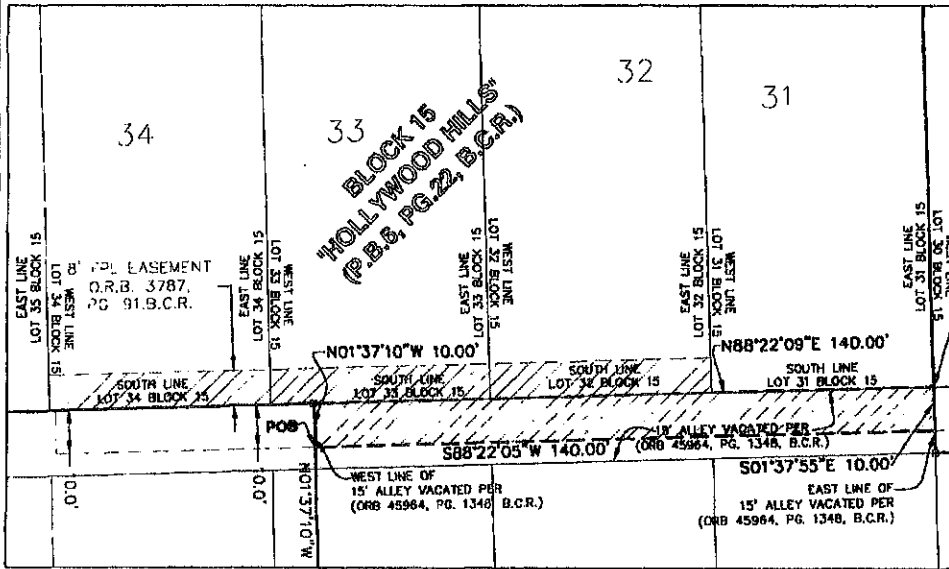 34
33
32
31
BLOCK 15
"HOLLYWOOD HILLS"
(P.B.6, PG.22, B.C.R.)
EAST LINE
LOT 35 BLOCK 15
WEST LINE
LOT 34 BLOCK 15
8' FPL EASEMENT
O.R.B. 3787,
PG 91.B.C.R.
EAST LINE
LOT 34 BLOCK 15
WEST LINE
LOT 33 BLOCK 15
EAST LINE
LOT 33 BLOCK 15
WEST LINE
LOT 32 BLOCK 15
EAST LINE
LOT 32 BLOCK 15
WEST LINE
LOT 31 BLOCK 15
EAST LINE
LOT 31 BLOCK 15
LOT 30 BLOCK 15
N01°37'10"W 10.00'
N88°22'09"E 140.00'
SOUTH LINE
LOT 34 BLOCK 15
SOUTH LINE
LOT 33 BLOCK 15
SOUTH LINE
LOT 32 BLOCK 15
SOUTH LINE
LOT 31 BLOCK 15
POB
S88°22'05"W 140.00'
15' ALLEY VACATED PER
(ORB 45964, PG. 1348, B.C.R.)
S01°37'55"E 10.00'
WEST LINE OF
15' ALLEY VACATED PER
(ORB 45964, PG. 1348, B.C.R.)
EAST LINE OF
15' ALLEY VACATED PER
(ORB 45964, PG. 1348, B.C.R.)
N01°37'10"W